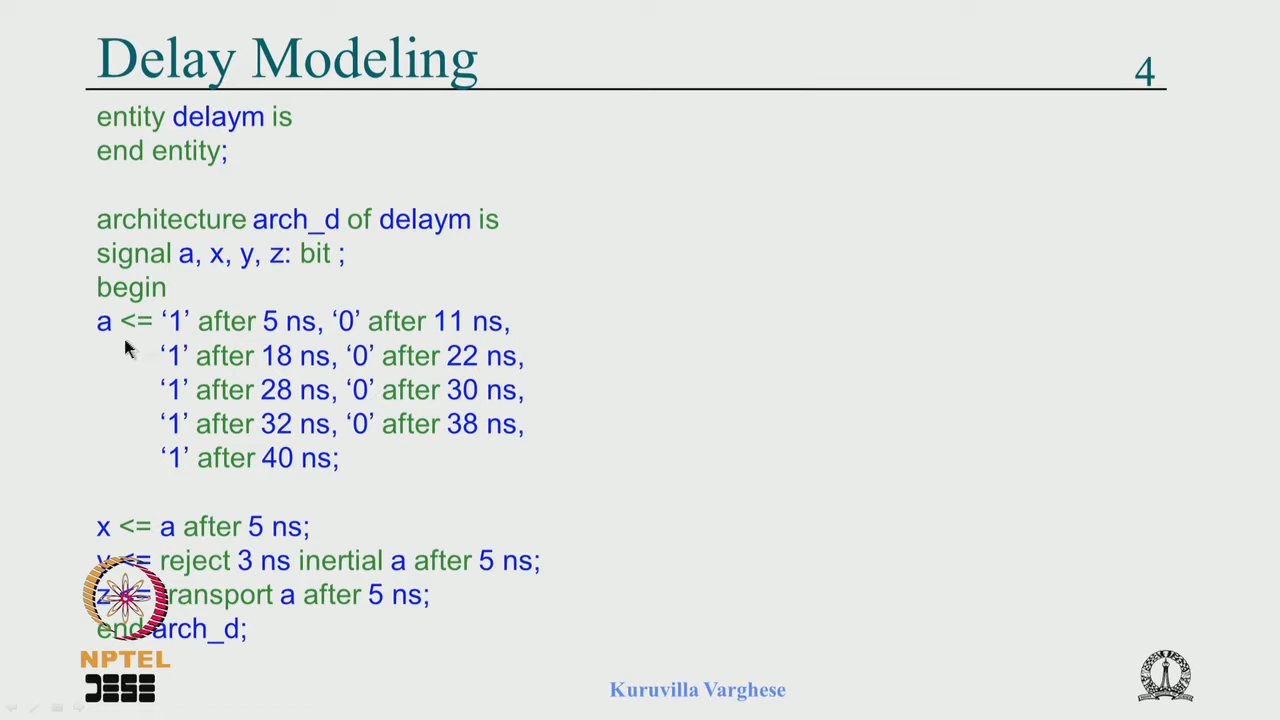 Delay Modeling
4
entity delaym is
end entity;
architecture arch_d of delaym is
signal a, x, y, z: bit ;
begin
a <= ‘1’ after 5 ns, ‘0’ after 11 ns,
‘1’ after 18 ns, ‘0’ after 22 ns,
‘1’ after 28 ns, ‘0’ after 30 ns,
‘1’ after 32 ns, ‘0’ after 38 ns,
‘1’ after 40 ns;
x <= a after 5 ns;
y <= reject 3 ns inertial a after 5 ns;
z <= transport a after 5 ns;
end arch_d;
NPTEL
Kuruvilla Varghese